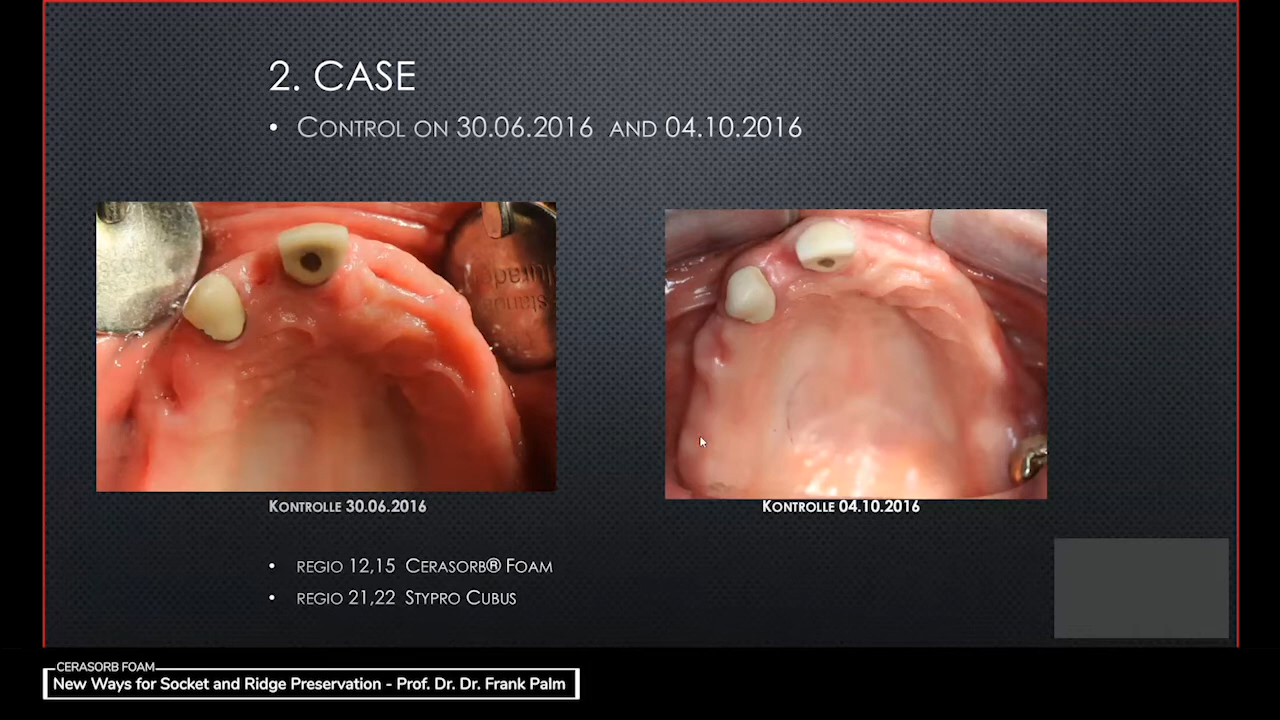 2. CASE
• CONTROL ON 30.06.2016 AND 04.10.2016
KONTROLLE 30.06.2016
KONTROLLE 04.10.2016
• REGIO 12,15 CERASORB® FOAM
• REGIO 21,22 STYPRO CUBUS
CERASORB FOAM
New Ways for Socket and Ridge Preservation - Prof. Dr. Dr. Frank Palm